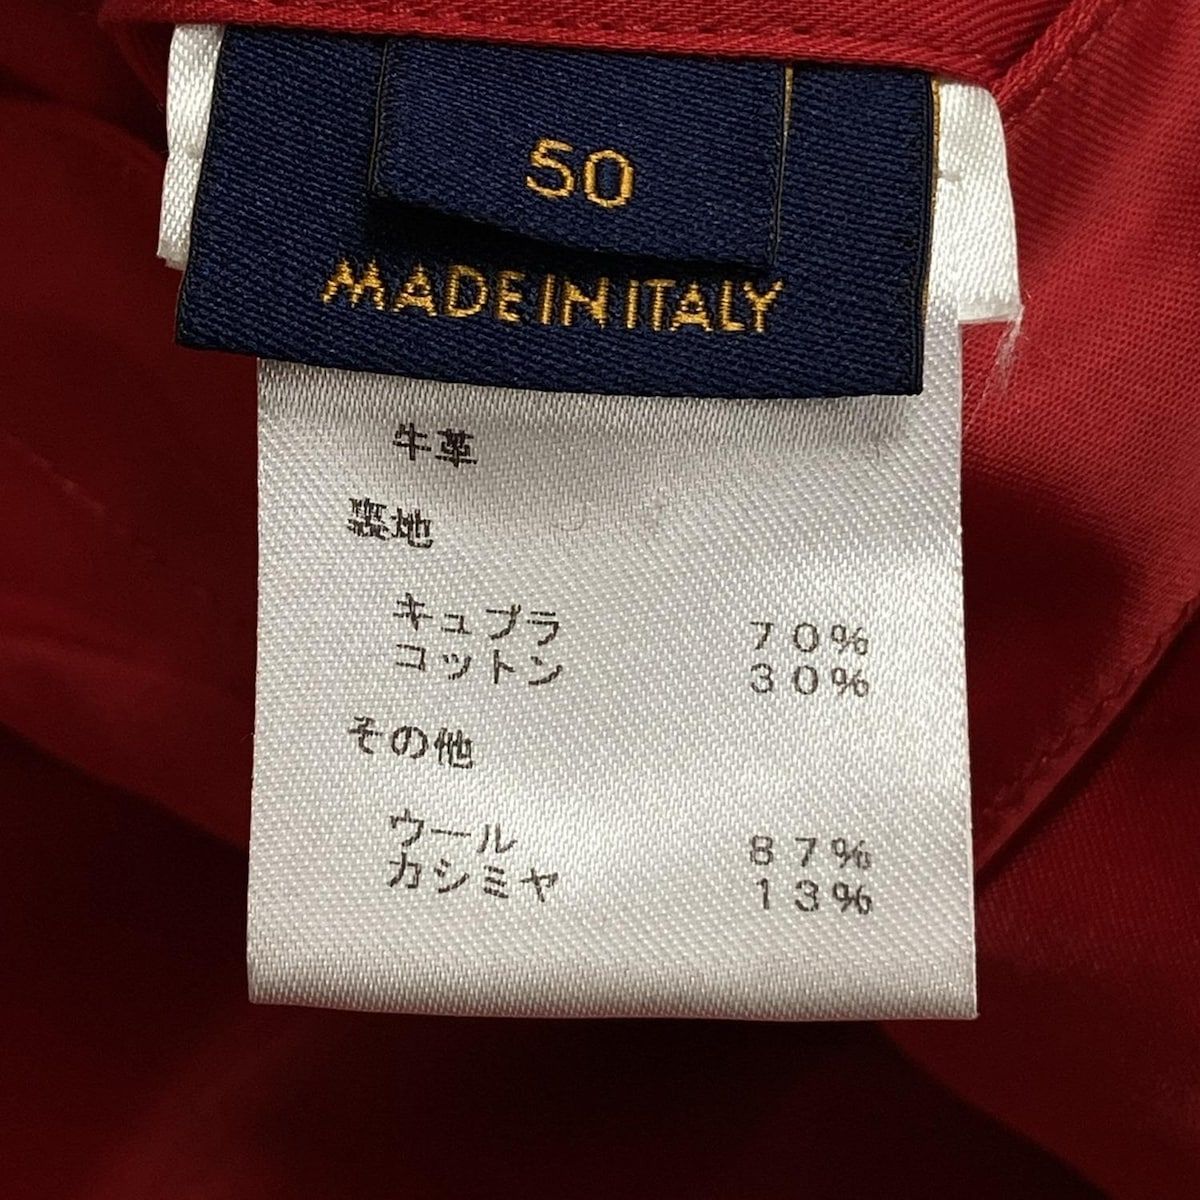 50
MADE IN ITALY
牛革
裏地
キュプラ 70%
コットン 30%
その他
ウール 87%
カシミヤ 13%